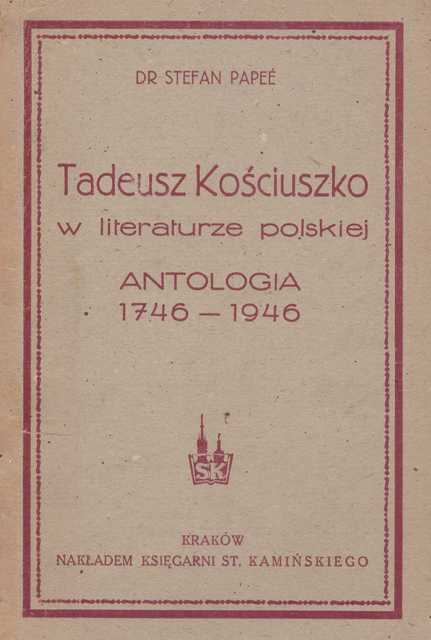 DR STEFAN PAPEÉ
Tadeusz Kościuszko
w literaturze polskiej
ANTOLOGIA
1746 — 1946
SK
KRAKÓW
NAKŁADEM KSIĘGARNI ST. KAMIŃSKIEGO